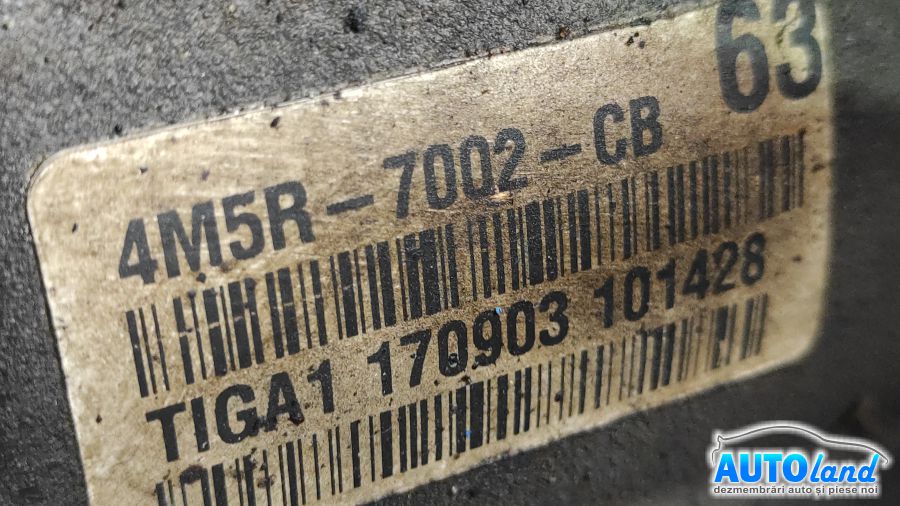 63
4M5R-7002-CB
TIGA1 170903 101428
AUTOland
dezmembrări auto și piese noi